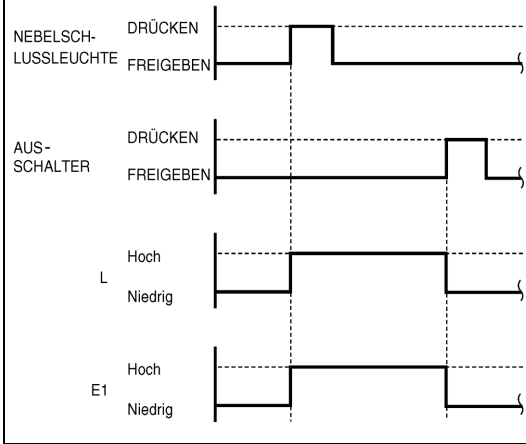 NEBELSCH-
LUSSLEUCHTE
DRÜCKEN
FREIGEBEN
AUS-
SCHALTER
DRÜCKEN
FREIGEBEN
L
Hoch
Niedrig
E1
Hoch
Niedrig